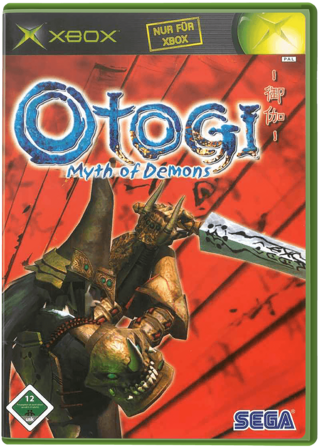 XBOX
NUR FÜR
XBOX
PAL
Otogi
Myth of Demons
御伽
12
SEGA